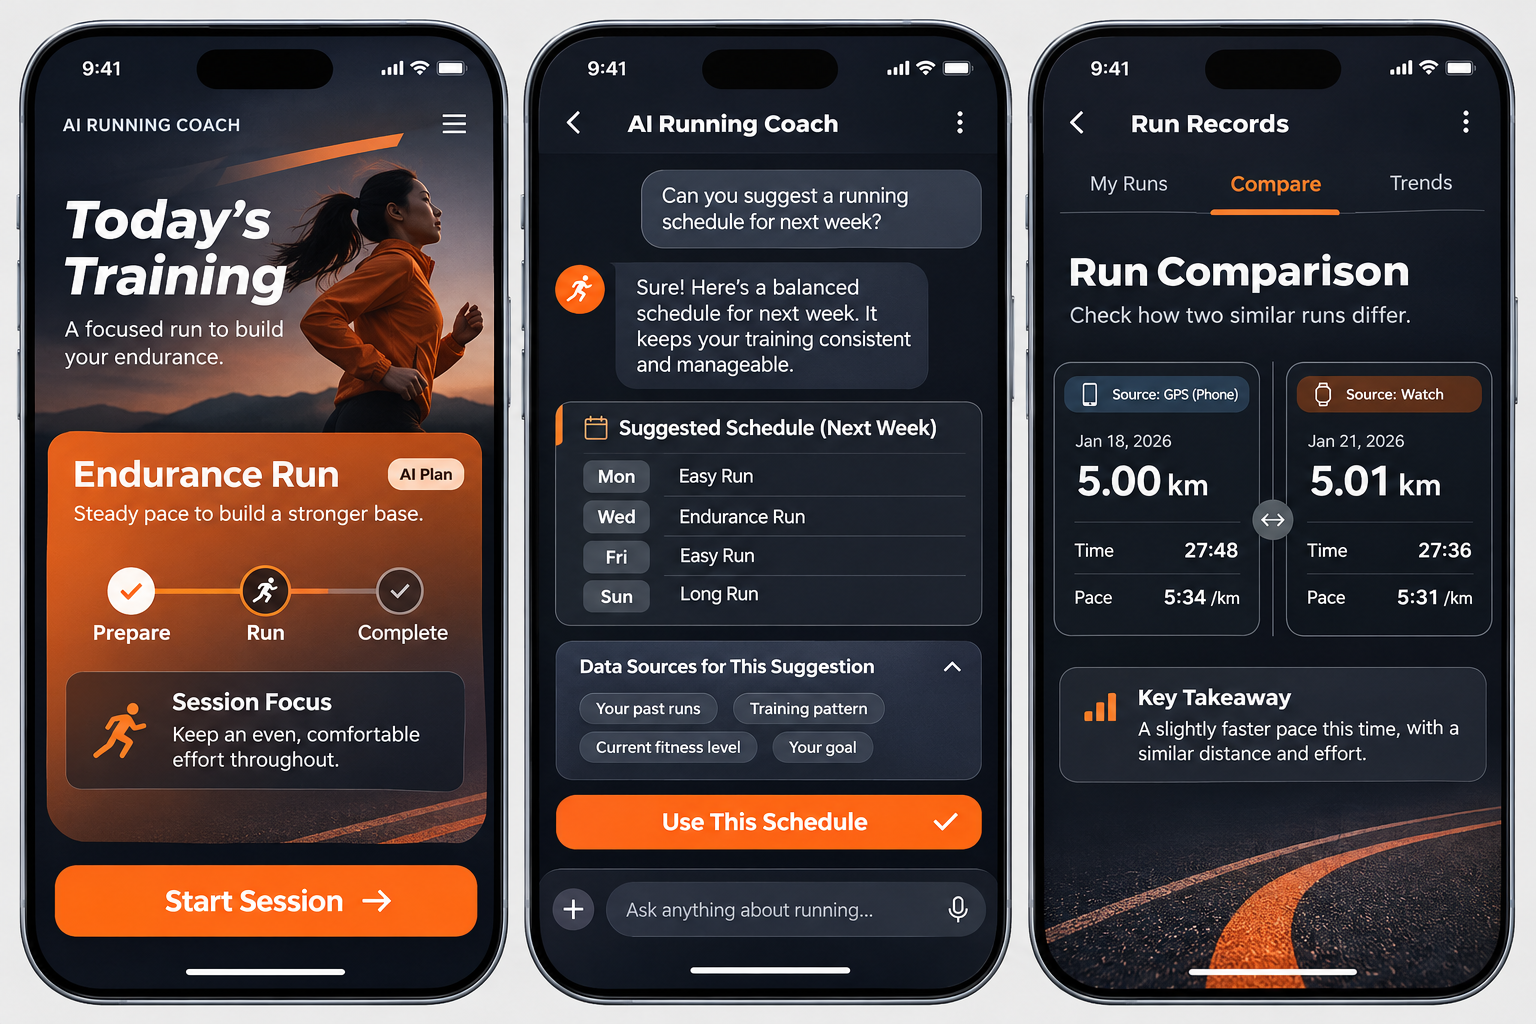 9:41
AI RUNNING COACH
Today's
Training
A focused run to build
your endurance.
Endurance Run
AI Plan
Steady pace to build a stronger base.
Prepare
Run
Complete
Session Focus
Keep an even, comfortable
effort throughout.
Start Session
9:41
AI Running Coach
Can you suggest a running
schedule for next week?
Sure! Here's a balanced
schedule for next week. It
keeps your training consistent
and manageable.
Suggested Schedule (Next Week)
Mon Easy Run
Wed Endurance Run
Fri Easy Run
Sun Long Run
Data Sources for This Suggestion
Your past runs
Training pattern
Current fitness level
Your goal
Use This Schedule
Ask anything about running...
9:41
Run Records
My Runs
Compare
Trends
Run Comparison
Check how two similar runs differ.
Source: GPS (Phone)
Jan 18, 2026
5.00 km
Time 27:48
Pace 5:34 /km
Source: Watch
Jan 21, 2026
5.01 km
Time 27:36
Pace 5:31 /km
Key Takeaway
A slightly faster pace this time, with a
similar distance and effort.